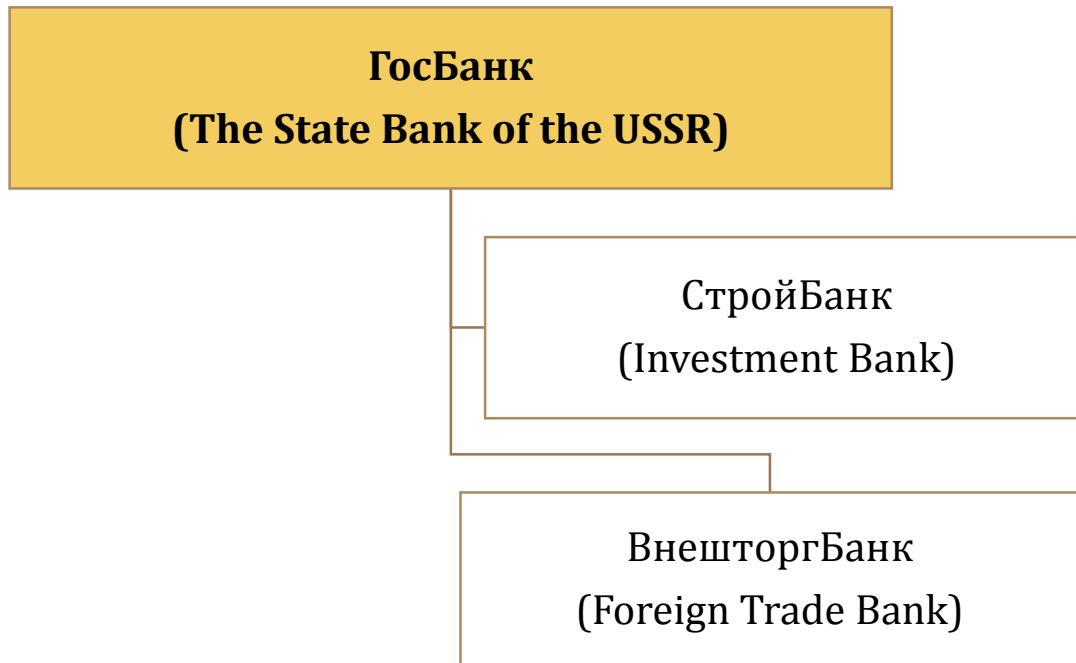 ГосБанк
(The State Bank of the USSR)
СтройБанк
(Investment Bank)
ВнешторгБанк
(Foreign Trade Bank)